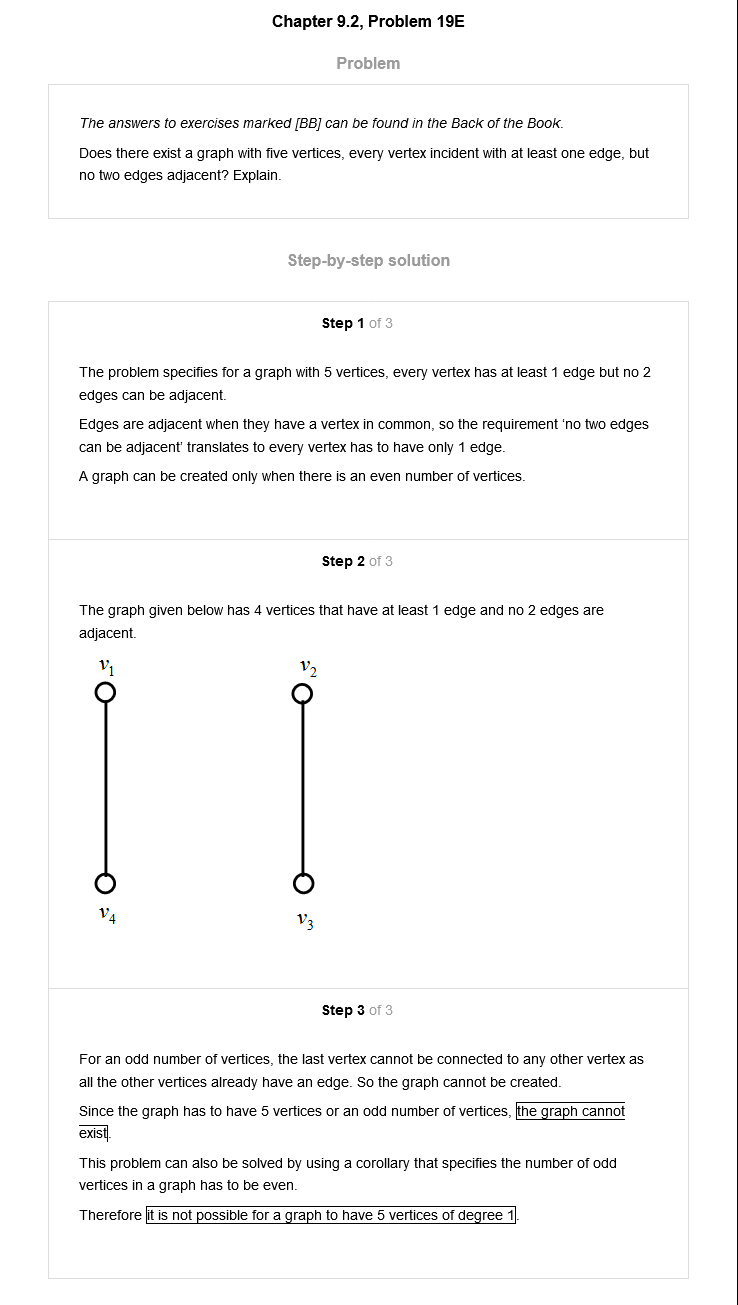 Chapter 9.2, Problem 19E
Problem
The answers to exercises marked [BB] can be found in the Back of the Book.
Does there exist a graph with five vertices, every vertex incident with at least one edge, but
no two edges adjacent? Explain.
Step-by-step solution
Step 1 of 3
The problem specifies for a graph with 5 vertices, every vertex has at least 1 edge but no 2
edges can be adjacent.
Edges are adjacent when they have a vertex in common, so the requirement ‘no two edges
can be adjacent’ translates to every vertex has to have only 1 edge.
A graph can be created only when there is an even number of vertices.
Step 2 of 3
The graph given below has 4 vertices that have at least 1 edge and no 2 edges are
adjacent.
v1 v2
v4 v3
Step 3 of 3
For an odd number of vertices, the last vertex cannot be connected to any other vertex as
all the other vertices already have an edge. So the graph cannot be created.
Since the graph has to have 5 vertices or an odd number of vertices, the graph cannot
exist.
This problem can also be solved by using a corollary that specifies the number of odd
vertices in a graph has to be even.
Therefore it is not possible for a graph to have 5 vertices of degree 1.